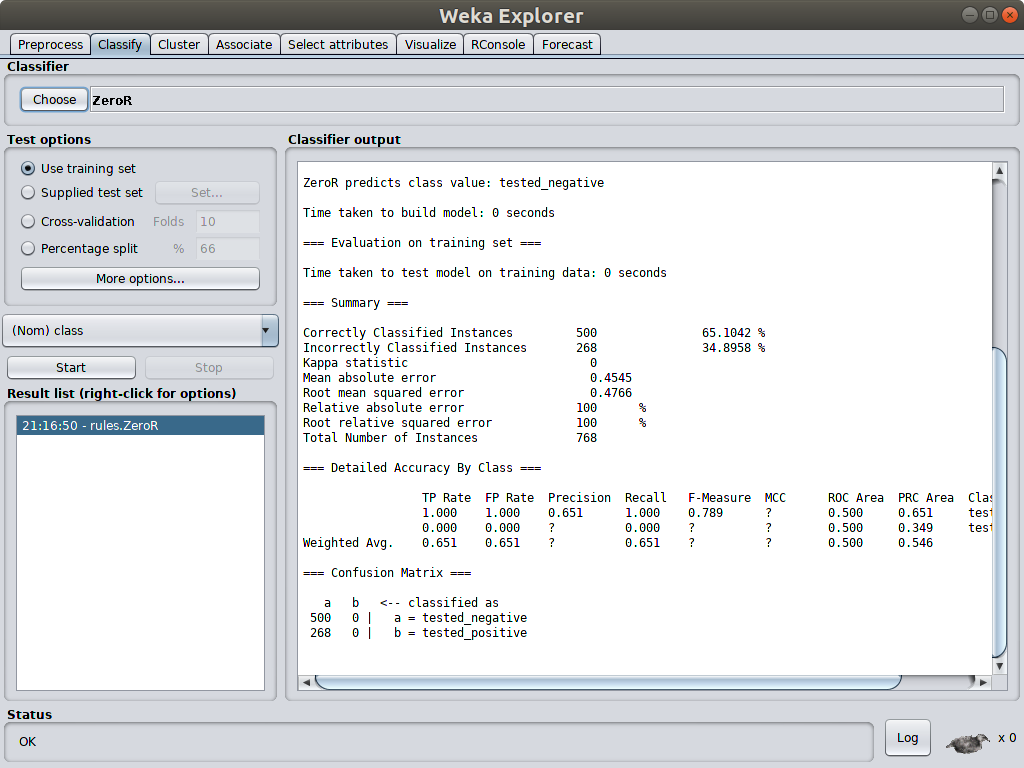 Weka Explorer
Preprocess Classify Cluster Associate Select attributes Visualize RConsole Forecast
Classifier
Choose ZeroR
Test options
Use training set
Supplied test set Set...
Cross-validation Folds 10
Percentage split % 66
More options...
(Nom) class
Start Stop
Result list (right-click for options)
21:16:50 - rules.ZeroR
Classifier output
ZeroR predicts class value: tested_negative
Time taken to build model: 0 seconds
=== Evaluation on training set ===
Time taken to test model on training data: 0 seconds
=== Summary ===
Correctly Classified Instances 500 65.1042 %
Incorrectly Classified Instances 268 34.8958 %
Kappa statistic 0
Mean absolute error 0.4545
Root mean squared error 0.4766
Relative absolute error 100 %
Root relative squared error 100 %
Total Number of Instances 768
=== Detailed Accuracy By Class ===
TP Rate FP Rate Precision Recall F-Measure MCC ROC Area PRC Area Clas
1.000 1.000 0.651 1.000 0.789 ? 0.500 0.651 test
0.000 0.000 ? 0.000 ? ? 0.500 0.349 test
Weighted Avg. 0.651 0.651 ? 0.651 ? ? 0.500 0.546
=== Confusion Matrix ===
a b <-- classified as
500 0 | a = tested_negative
268 0 | b = tested_positive
Status
OK
Log
x 0